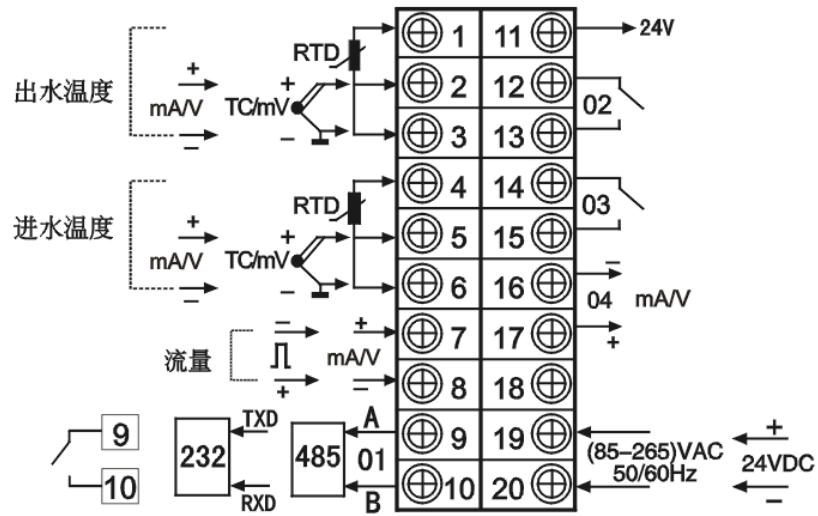 RTD
1
11
24V
出水温度
+
mA/V
−
TC/mV
+
−
2
12
02
3
13
RTD
4
14
进水温度
+
mA/V
−
TC/mV
+
−
5
15
03
6
16
−
04
mA/V
流量
−
+
+
mA/V
−
7
17
+
8
18
9
10
TXD
232
RXD
485
A
01
B
9
19
10
20
(85-265)VAC
50/60Hz
+
24VDC
−